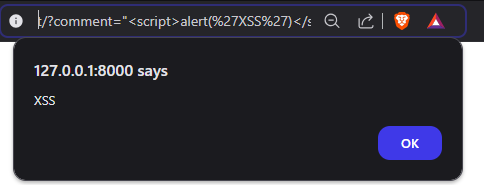 t/?comment="<script>alert(%27XSS%27)</s
127.0.0.1:8000 says
XSS
OK